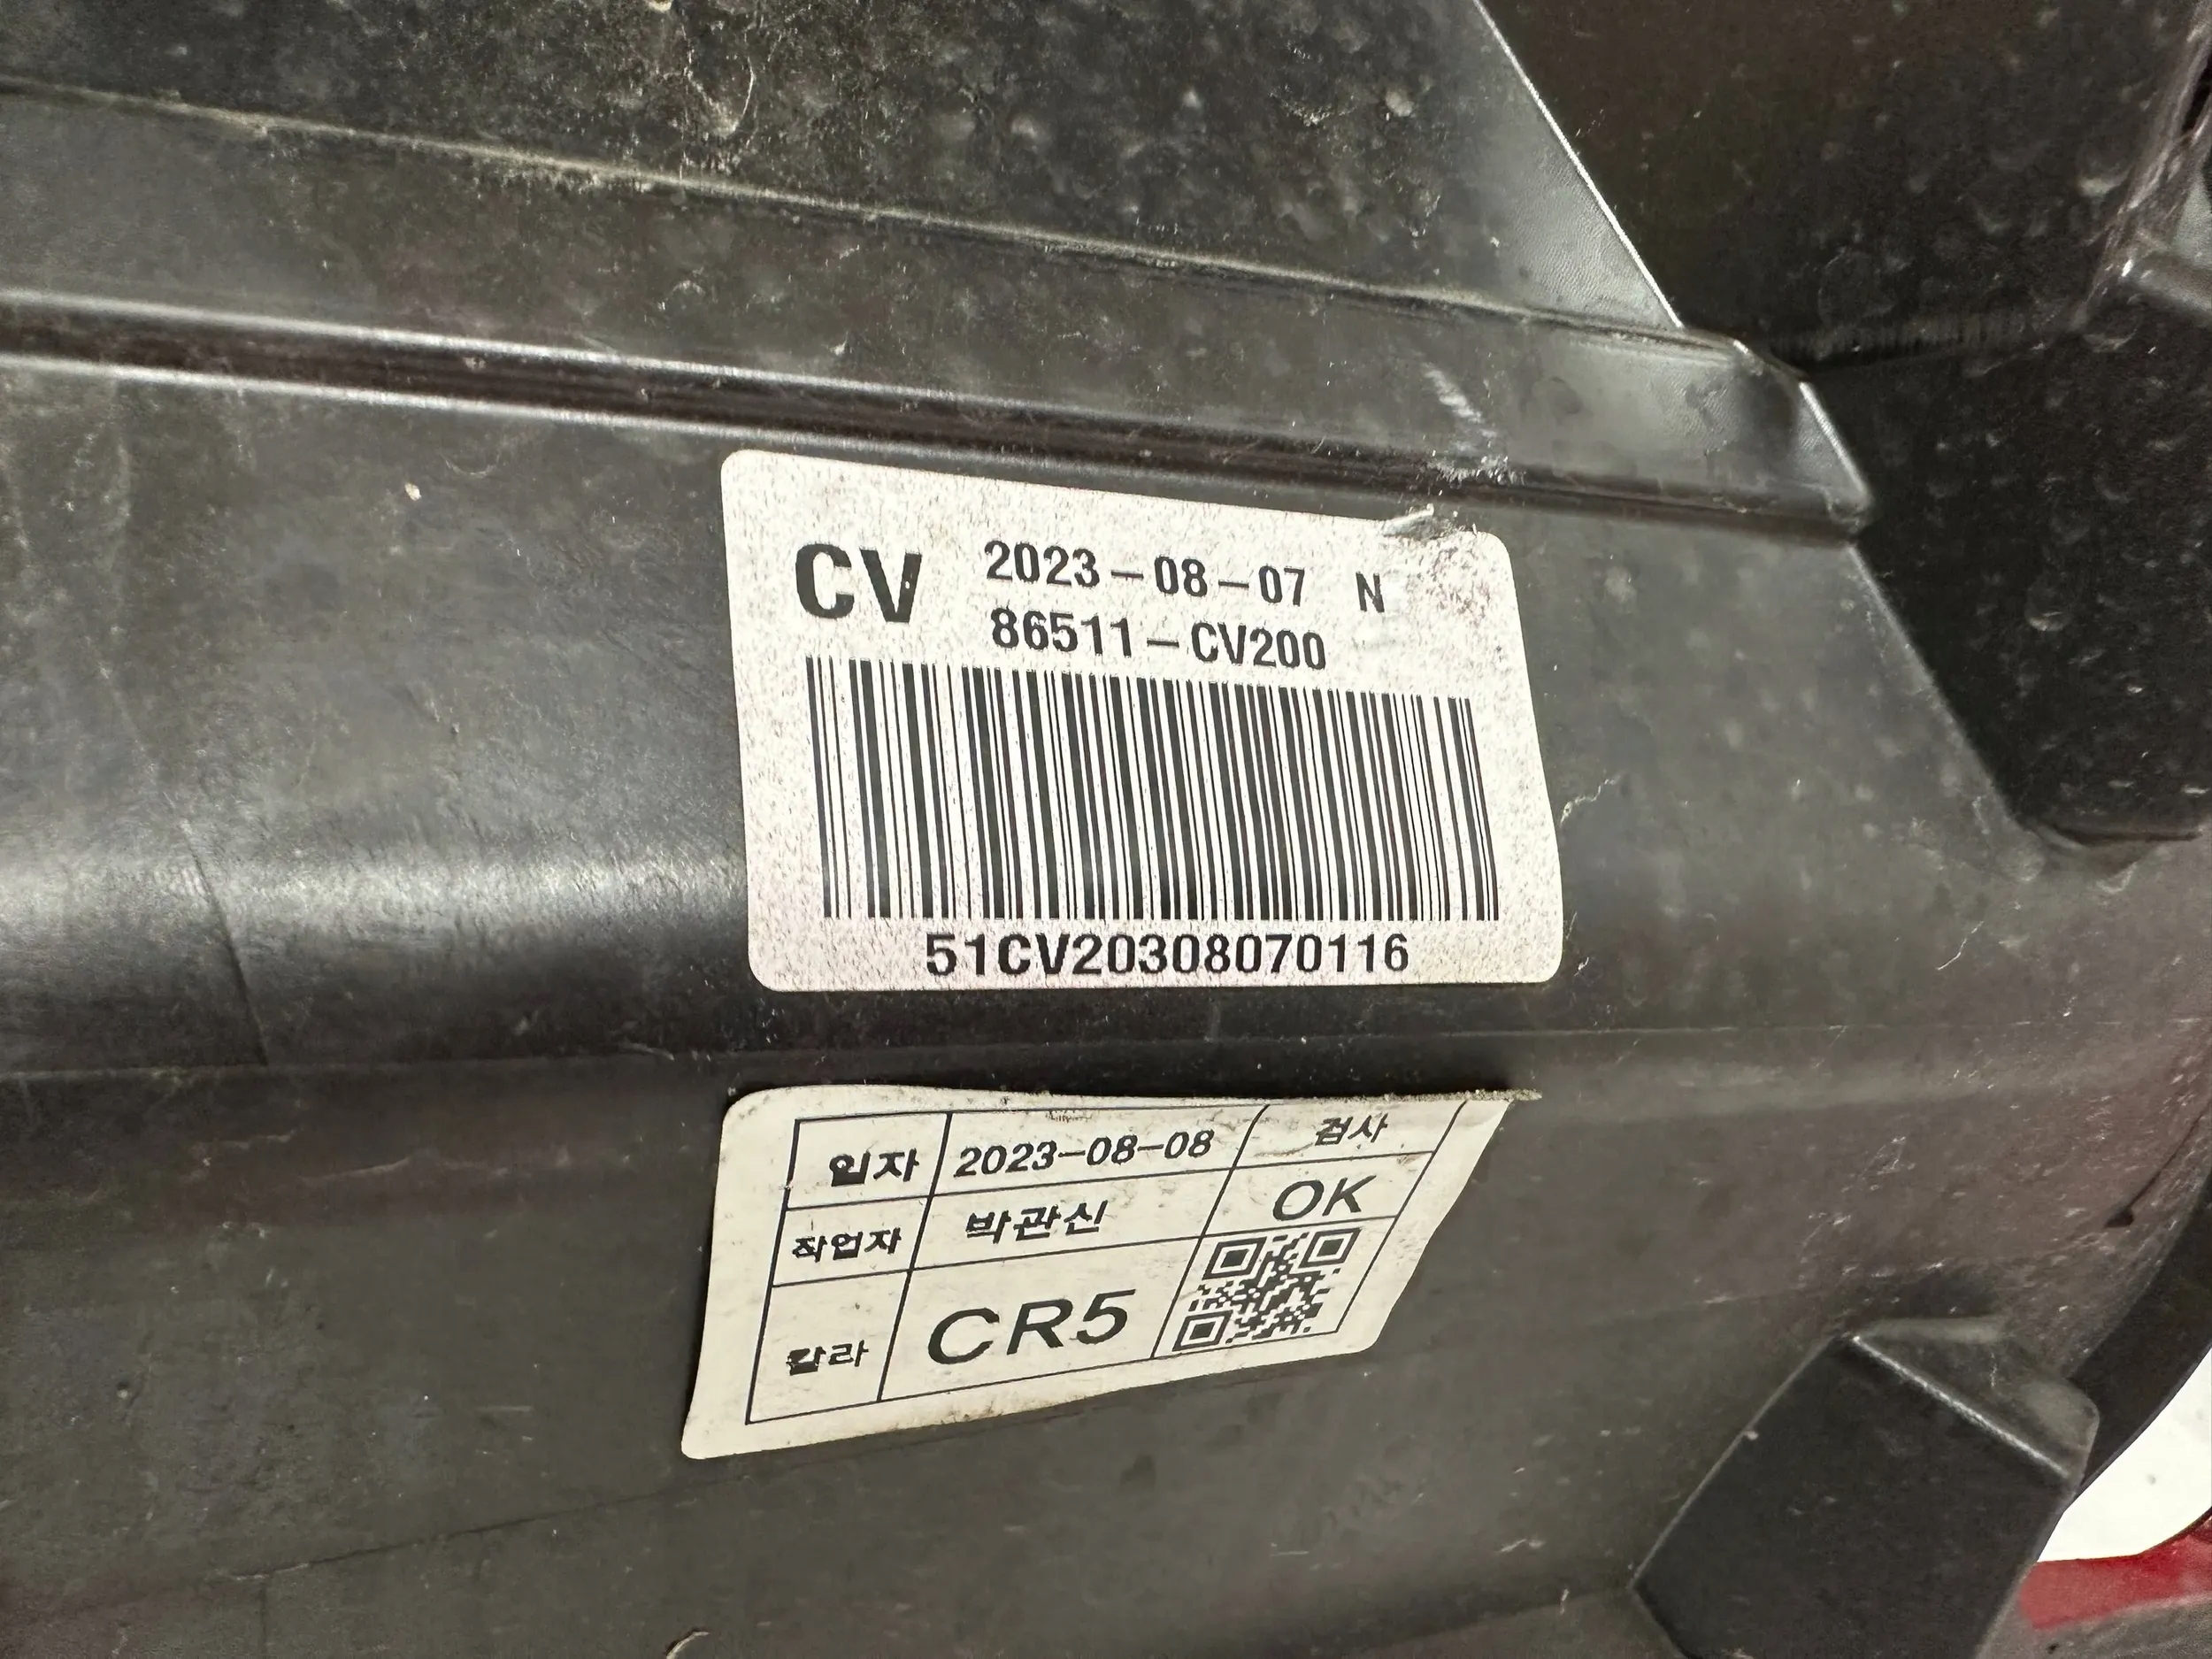 CV 2023-08-07 N
86511-CV200
51CV20308070116
일자 2023-08-08 검사
작업자 박관신 OK
칼라 CR5